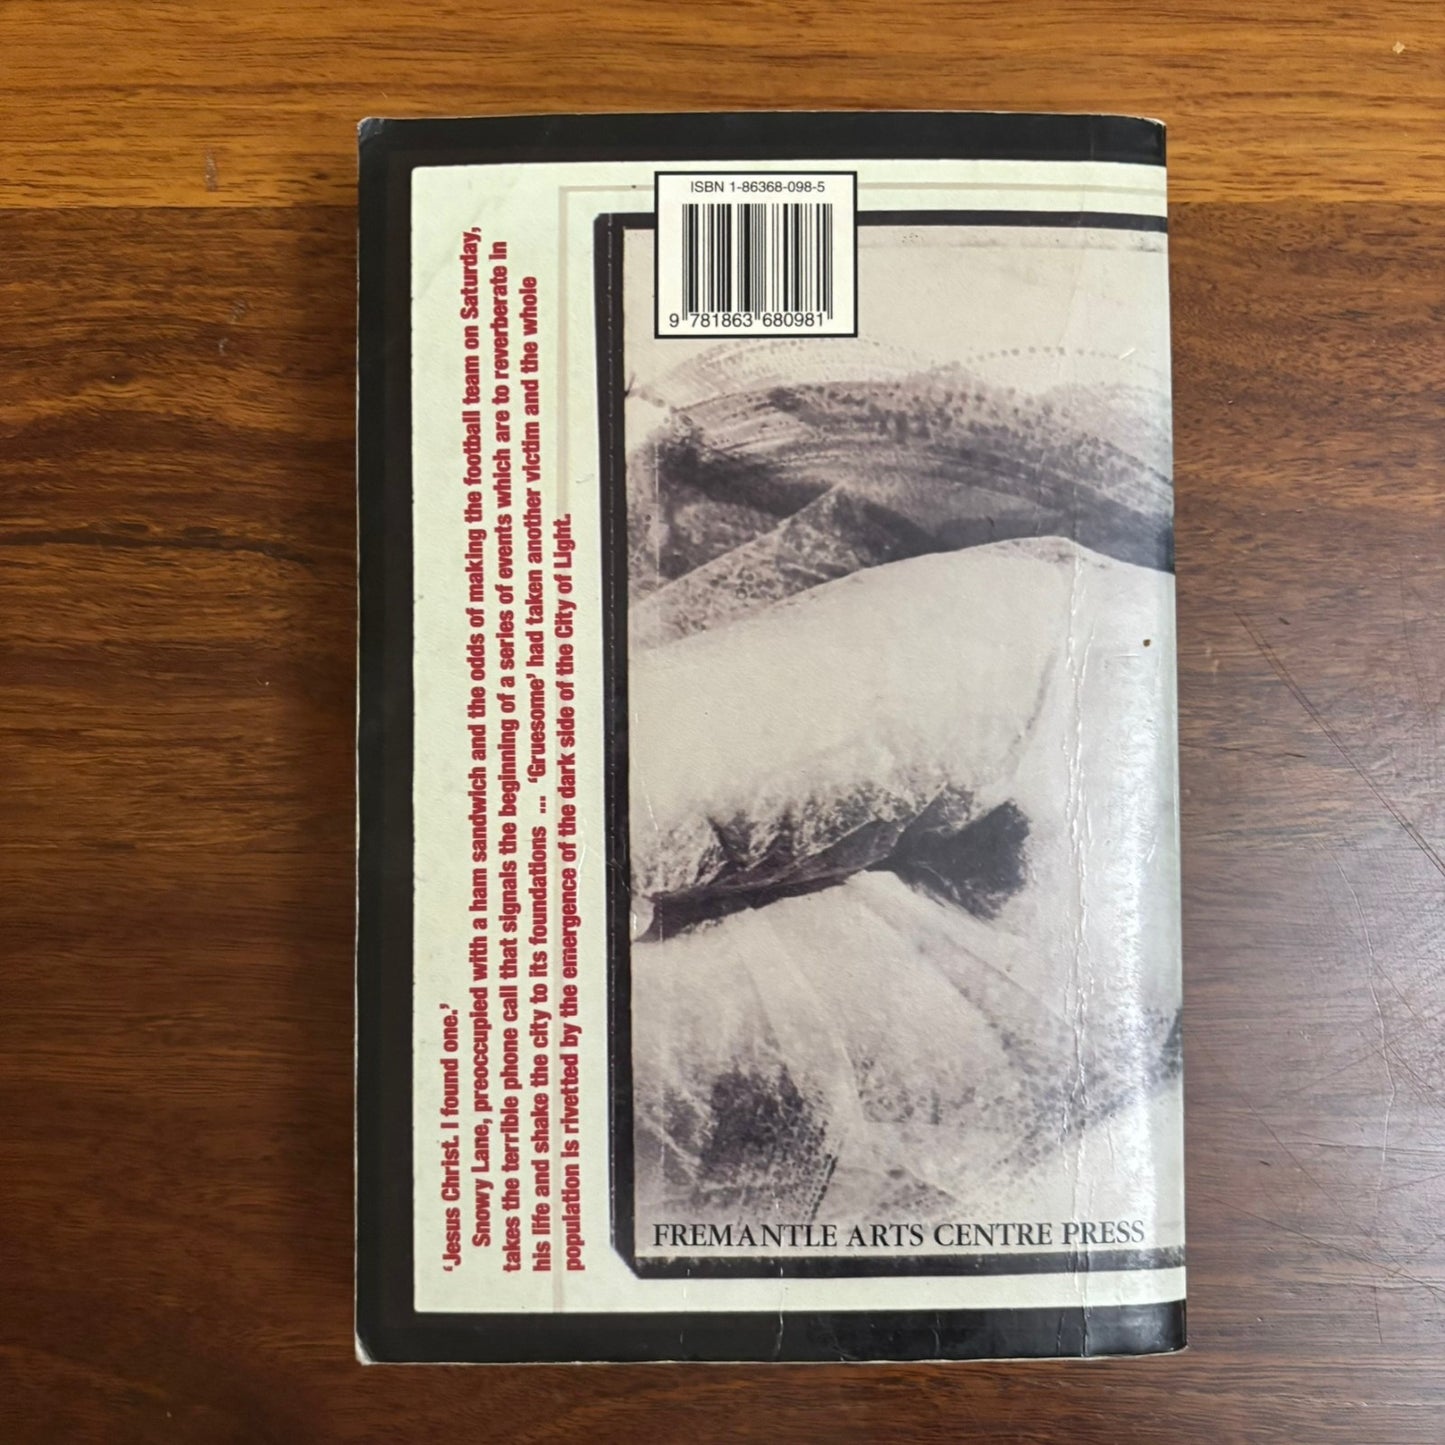 ‘Jesus Christ. I found one.’
Snowy Lane, preoccupied with a ham sandwich and the odds of making the football team on Saturday,
takes the terrible phone call that signals the beginning of a series of events which are to reverberate in
his life and shake the city to its foundations ... ‘Gruesome’ had taken another victim and the whole
population is rivetted by the emergence of the dark side of the City of Light.
ISBN 1-86368-098-5
9 781863 680981
FREMANTLE ARTS CENTRE PRESS